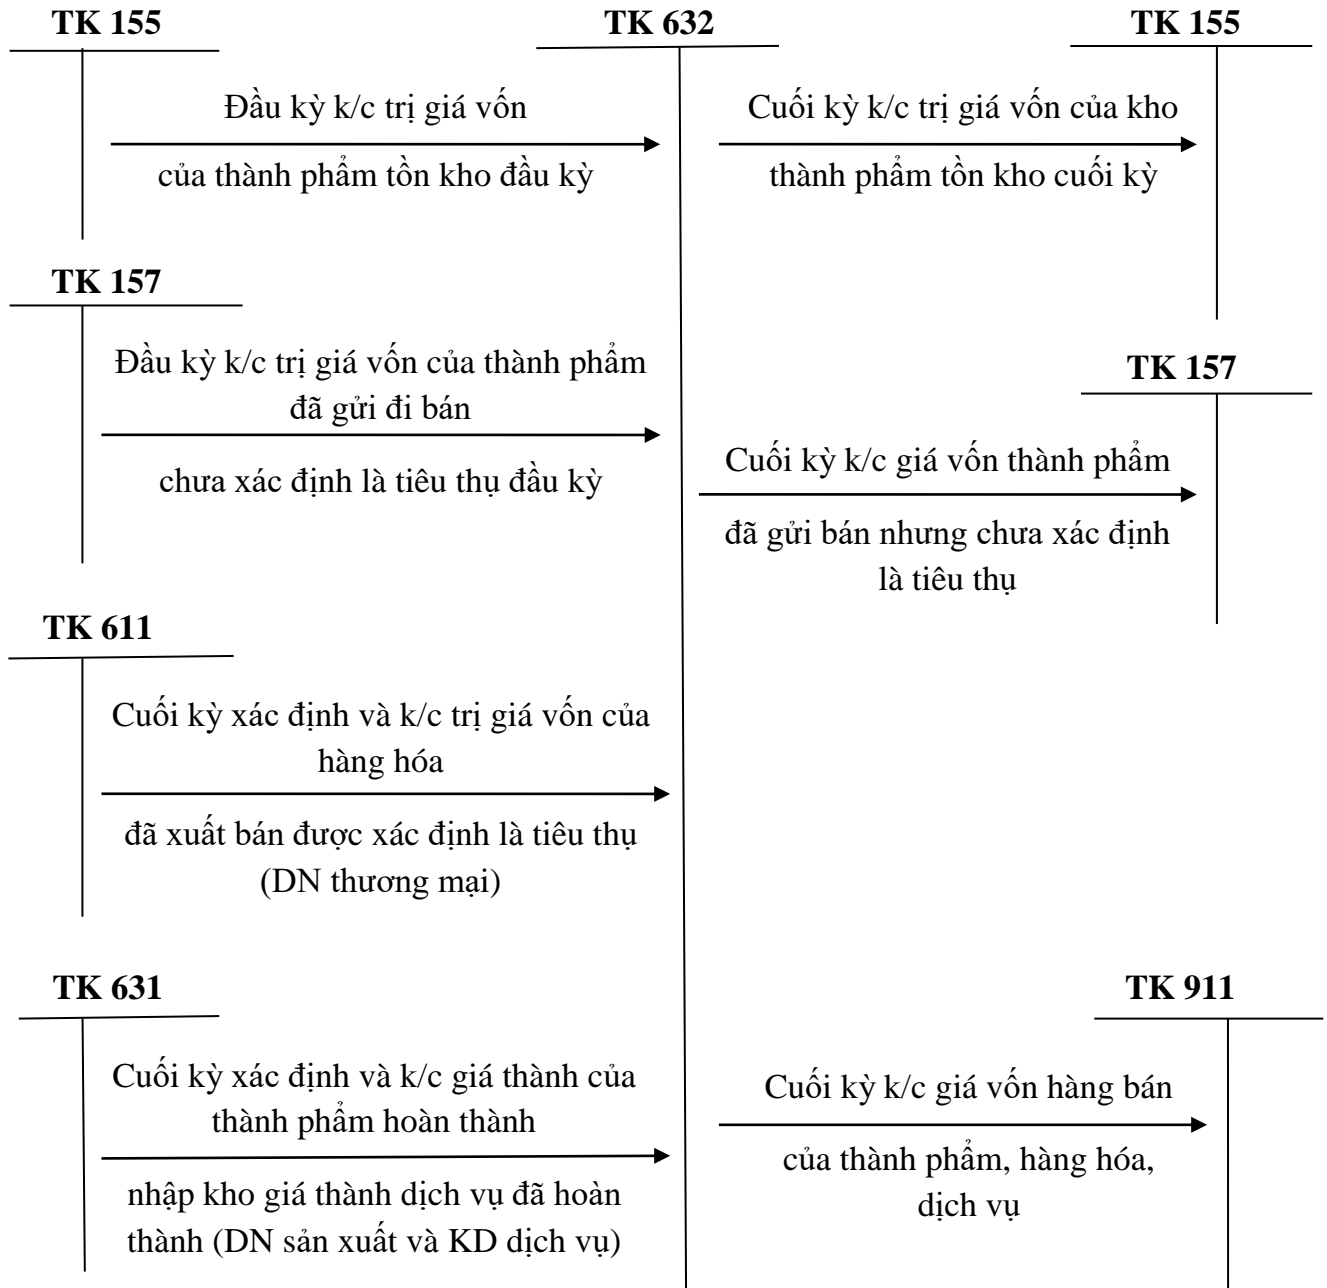 TK 155
TK 632
TK 155
Đầu kỳ k/c trị giá vốn
của thành phẩm tồn kho đầu kỳ
Cuối kỳ k/c trị giá vốn của kho
thành phẩm tồn kho cuối kỳ
TK 157
Đầu kỳ k/c trị giá vốn của thành phẩm
đã gửi đi bán
chưa xác định là tiêu thụ đầu kỳ
TK 157
Cuối kỳ k/c giá vốn thành phẩm
đã gửi bán nhưng chưa xác định
là tiêu thụ
TK 611
Cuối kỳ xác định và k/c trị giá vốn của
hàng hóa
đã xuất bán được xác định là tiêu thụ
(DN thương mại)
TK 631
Cuối kỳ xác định và k/c giá thành của
thành phẩm hoàn thành
nhập kho giá thành dịch vụ đã hoàn
thành (DN sản xuất và KD dịch vụ)
TK 911
Cuối kỳ k/c giá vốn hàng bán
của thành phẩm, hàng hóa,
dịch vụ